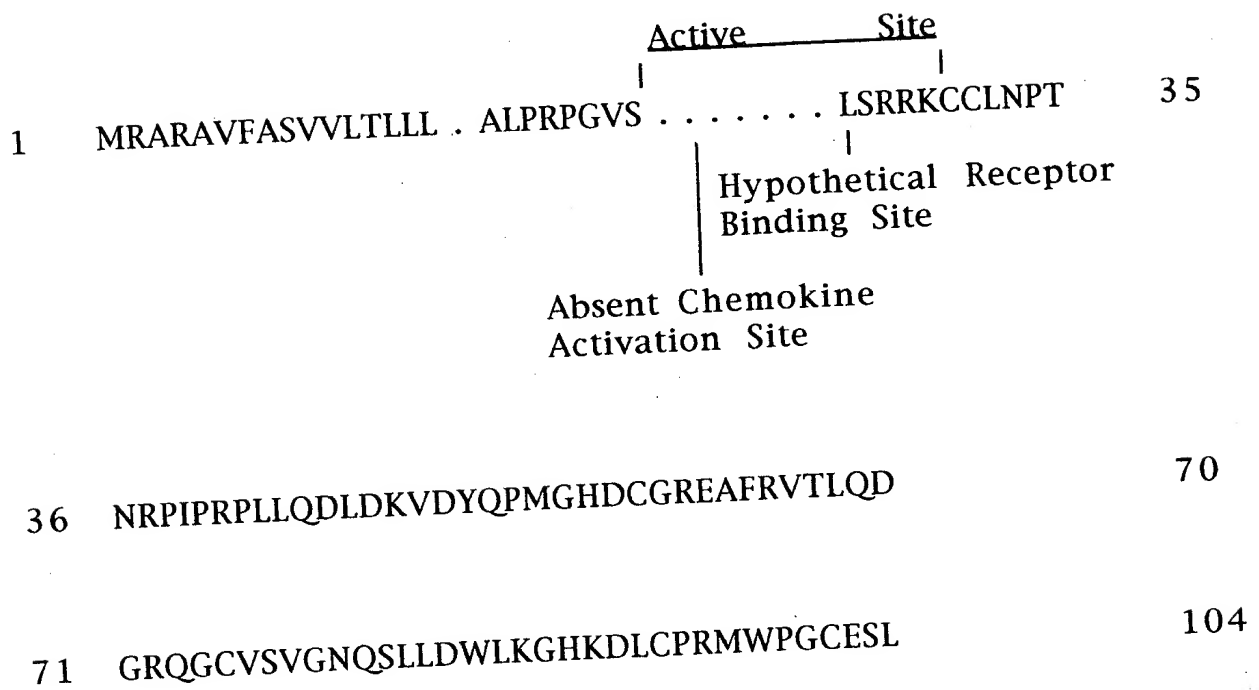 Active Site
1 MRARAVFASVVLTLLL . ALPRPGVS . . . . . . . LSRRKCCLNPT 35
Hypothetical Receptor
Binding Site
Absent Chemokine
Activation Site
36 NRPIPRPLLQDLDKVDYQPMGHDCGREAFRVTLQD 70
71 GRQGCVSVGNQSLLDWLKGHKDLCPRMWPGCESL 104